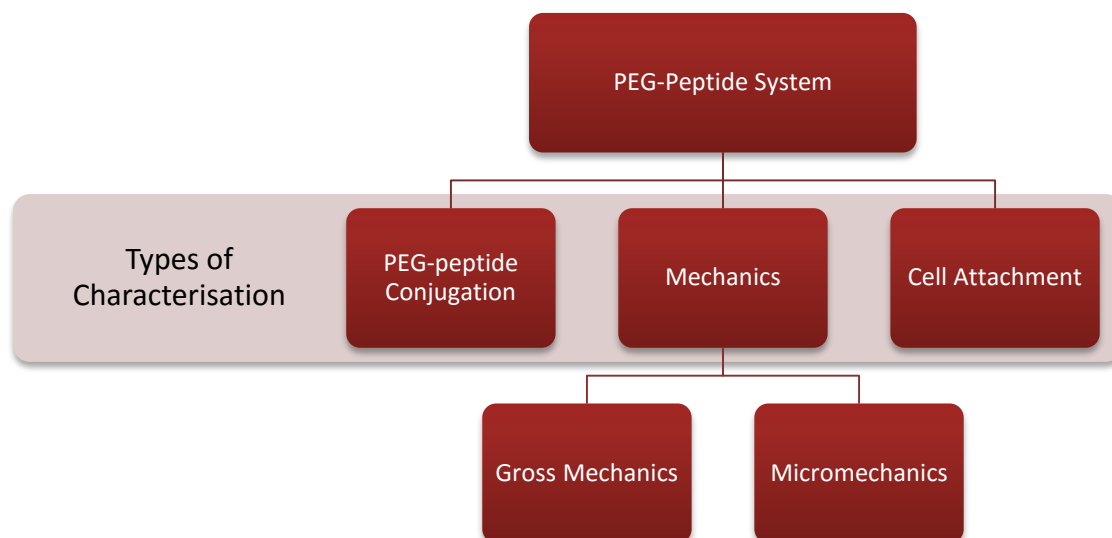 PEG-Peptide System
Types of
Characterisation
PEG-peptide
Conjugation
Mechanics
Cell Attachment
Gross Mechanics
Micromechanics